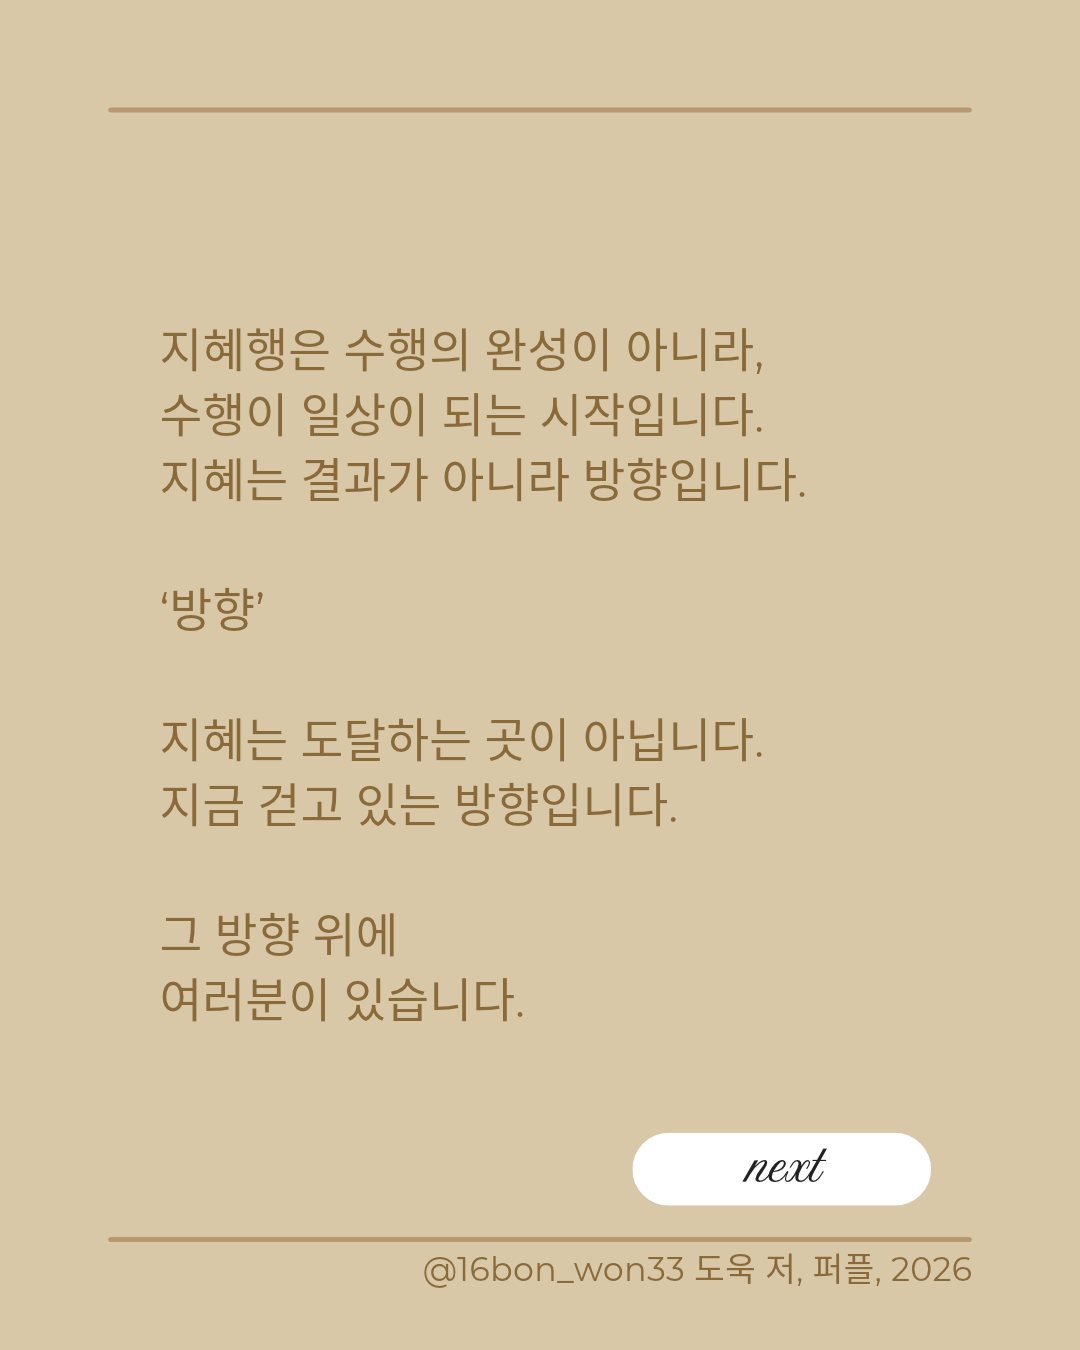 지혜행은 수행의 완성이 아니라,
수행이 일상이 되는 시작입니다.
지혜는 결과가 아니라 방향입니다.
‘방향’
지혜는 도달하는 곳이 아닙니다.
지금 걷고 있는 방향입니다.
그 방향 위에
여러분이 있습니다.
next
@16bon_won33 도욱 저, 퍼플, 2026